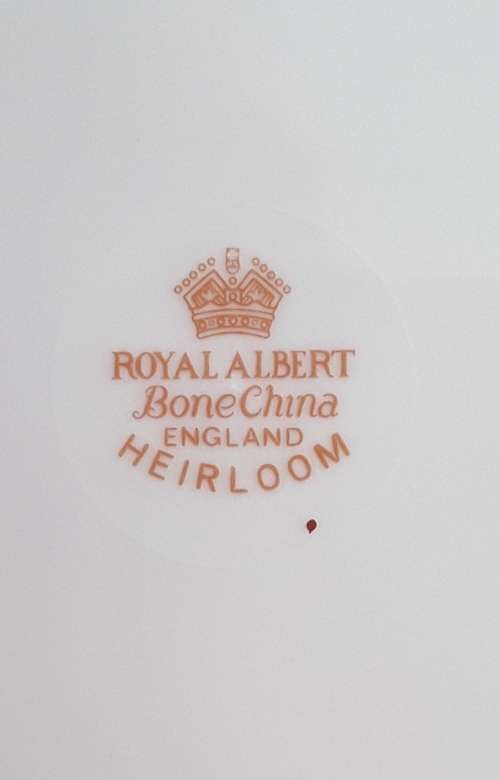 ROYAL ALBERT
Bone China
ENGLAND
HEIRLOOM